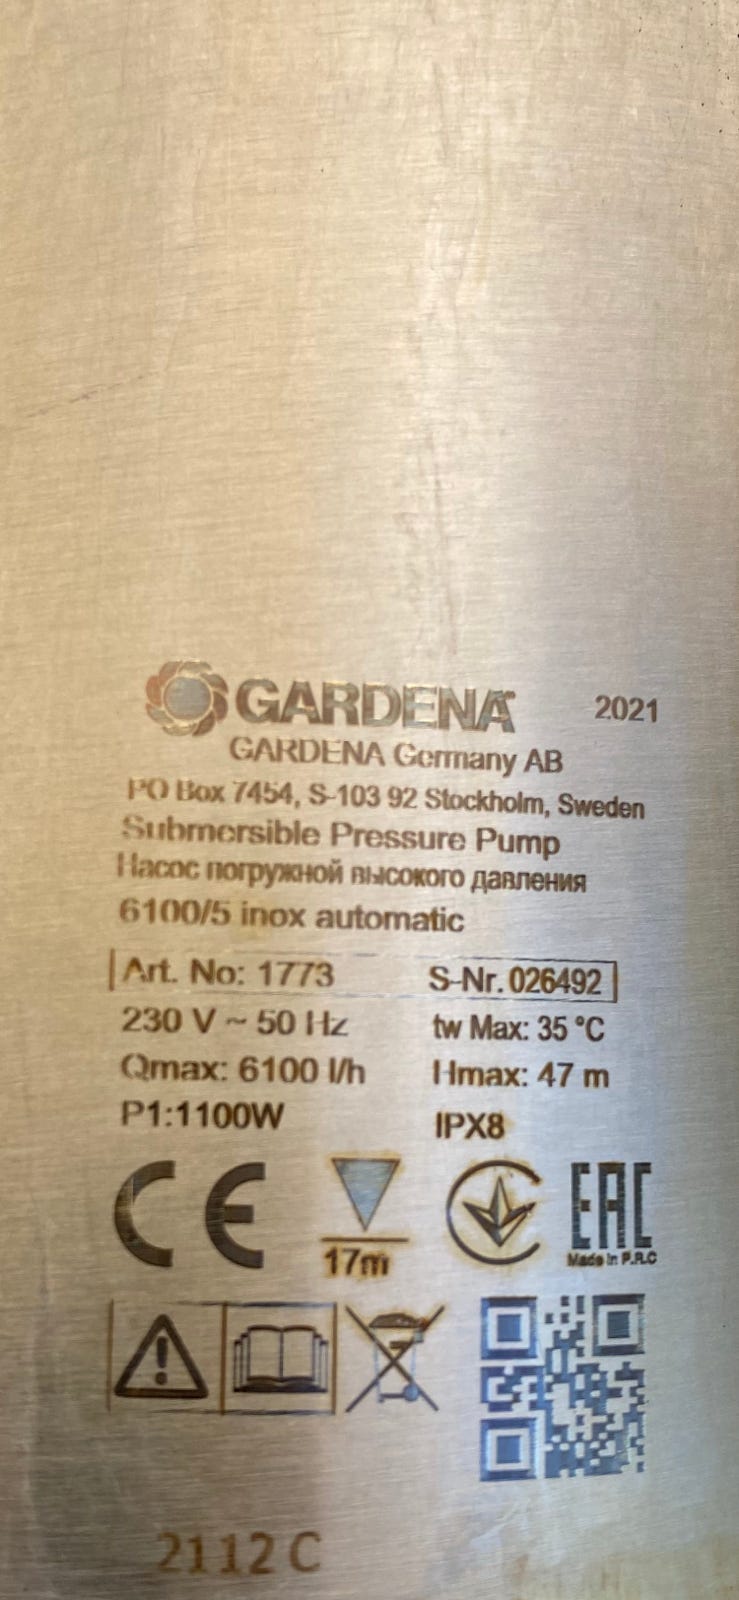 GARDENA 2021
GARDENA Germany AB
PO Box 7454, S-103 92 Stockholm, Sweden
Submersible Pressure Pump
Насос погружной высокого давления
6100/5 inox automatic
Art. No: 1773 S-Nr. 026492
230 V ~ 50 Hz tw Max: 35 °C
Qmax: 6100 l/h Hmax: 47 m
P1:1100W IPX8
CE 17m EAC
Made in P.R.C
2112 C